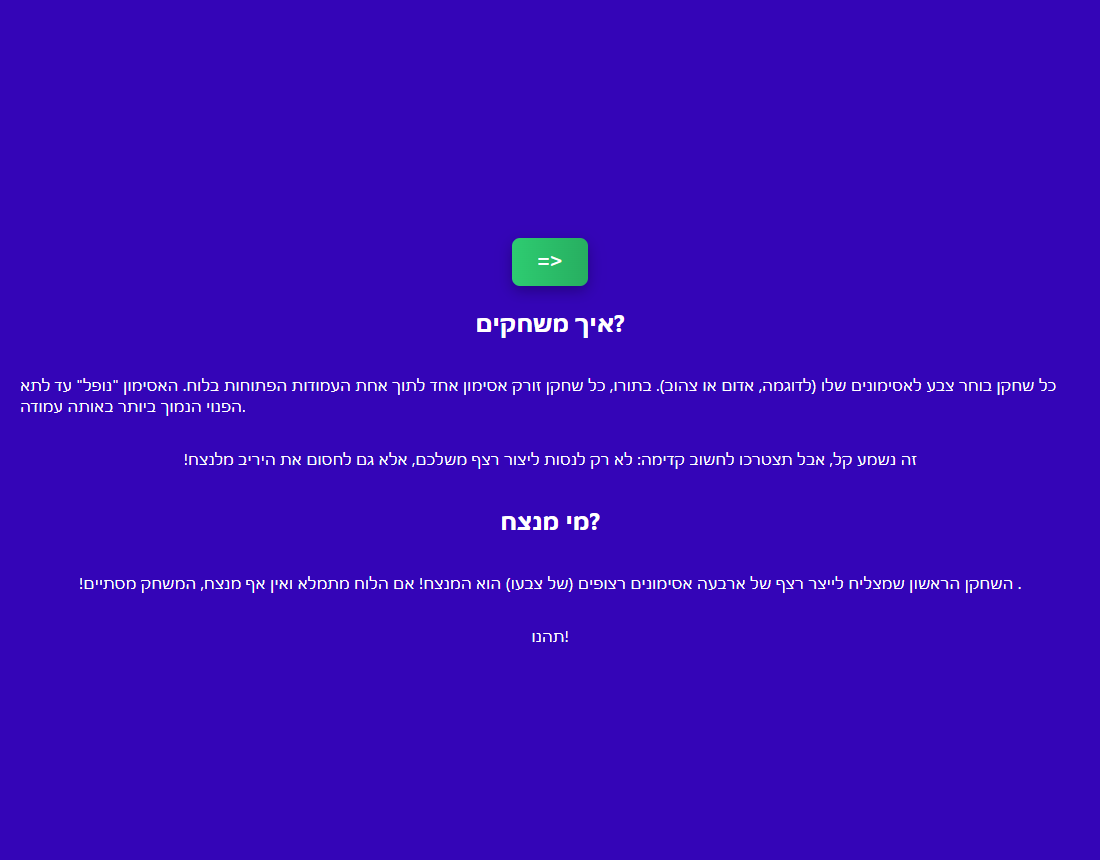 =>
איך משחקים?
כל שחקן בוחר צבע לאסימונים שלו (לדוגמה, אדום או צהוב). בתורו, כל שחקן זורק אסימון אחד לתוך אחת העמודות הפתוחות בלוח. האסימון "נופל" עד לתא
הפנוי הנמוך ביותר באותה עמודה.
זה נשמע קל, אבל תצטרכו לחשוב קדימה: לא רק לנסות ליצור רצף משלכם, אלא גם לחסום את היריב מלנצח!
מי מנצח?
. השחקן הראשון שמצליח לייצר רצף של ארבעה אסימונים רצופים (של צבעו) הוא המנצח! אם הלוח מתמלא ואין אף מנצח, המשחק מסתיים!
תהנו!